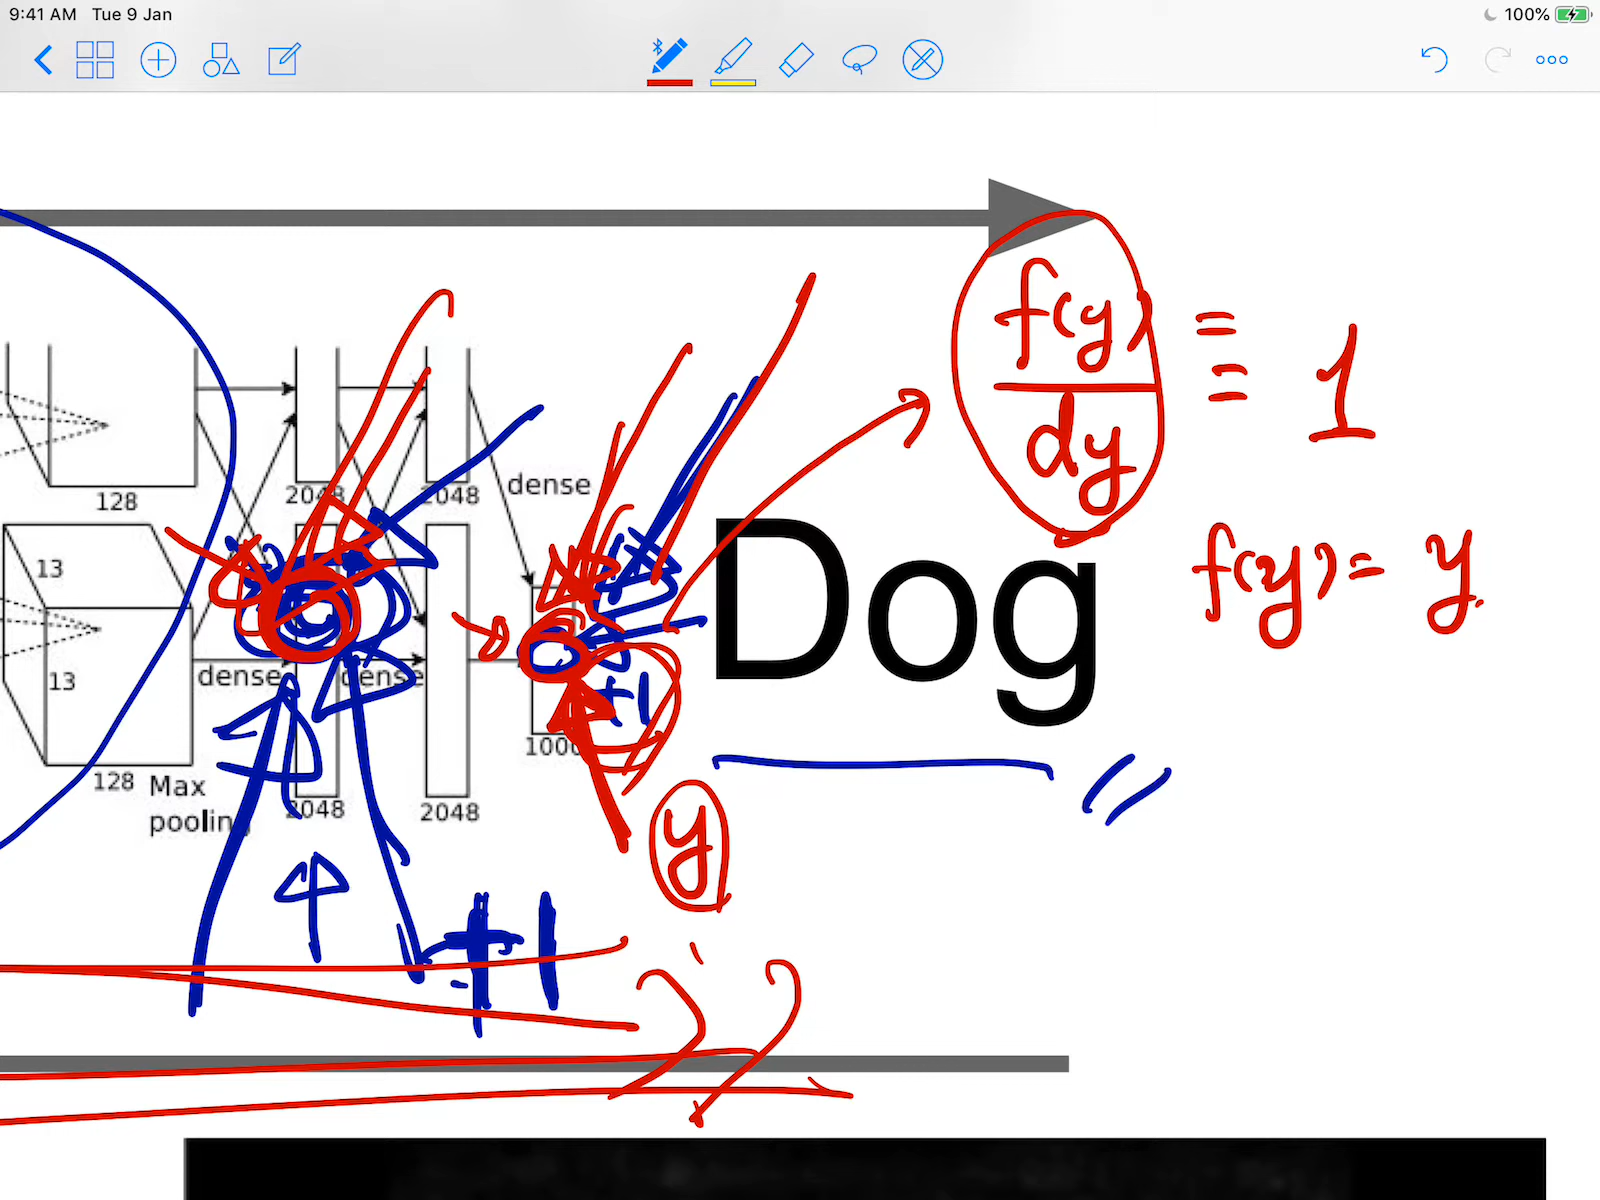 9:41 AM Tue 9 Jan
100%
f(y)
dy
=
= 1
f(y) = y
128
2048
2048
dense
13
13
dense
dense
Dog
+1
1000
128
Max
pooling
2048
2048
y
+1